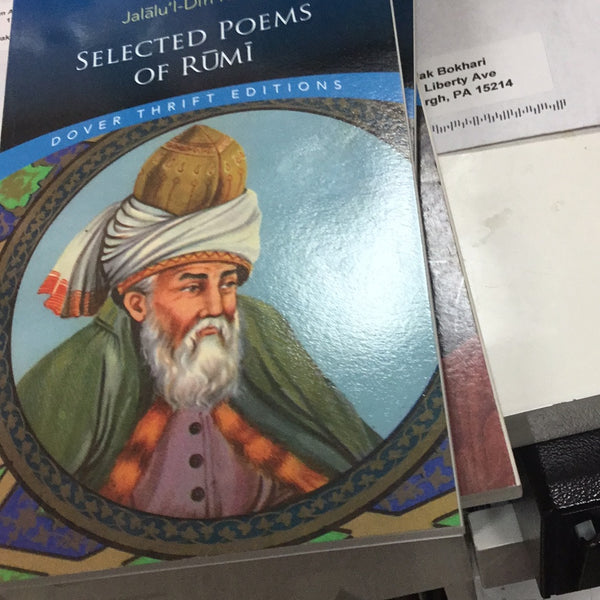 Jalālu'l-Dīn
SELECTED POEMS
OF RŪMĪ
DOVER THRIFT EDITIONS
ak Bokhari
Liberty Ave
rgh, PA 15214